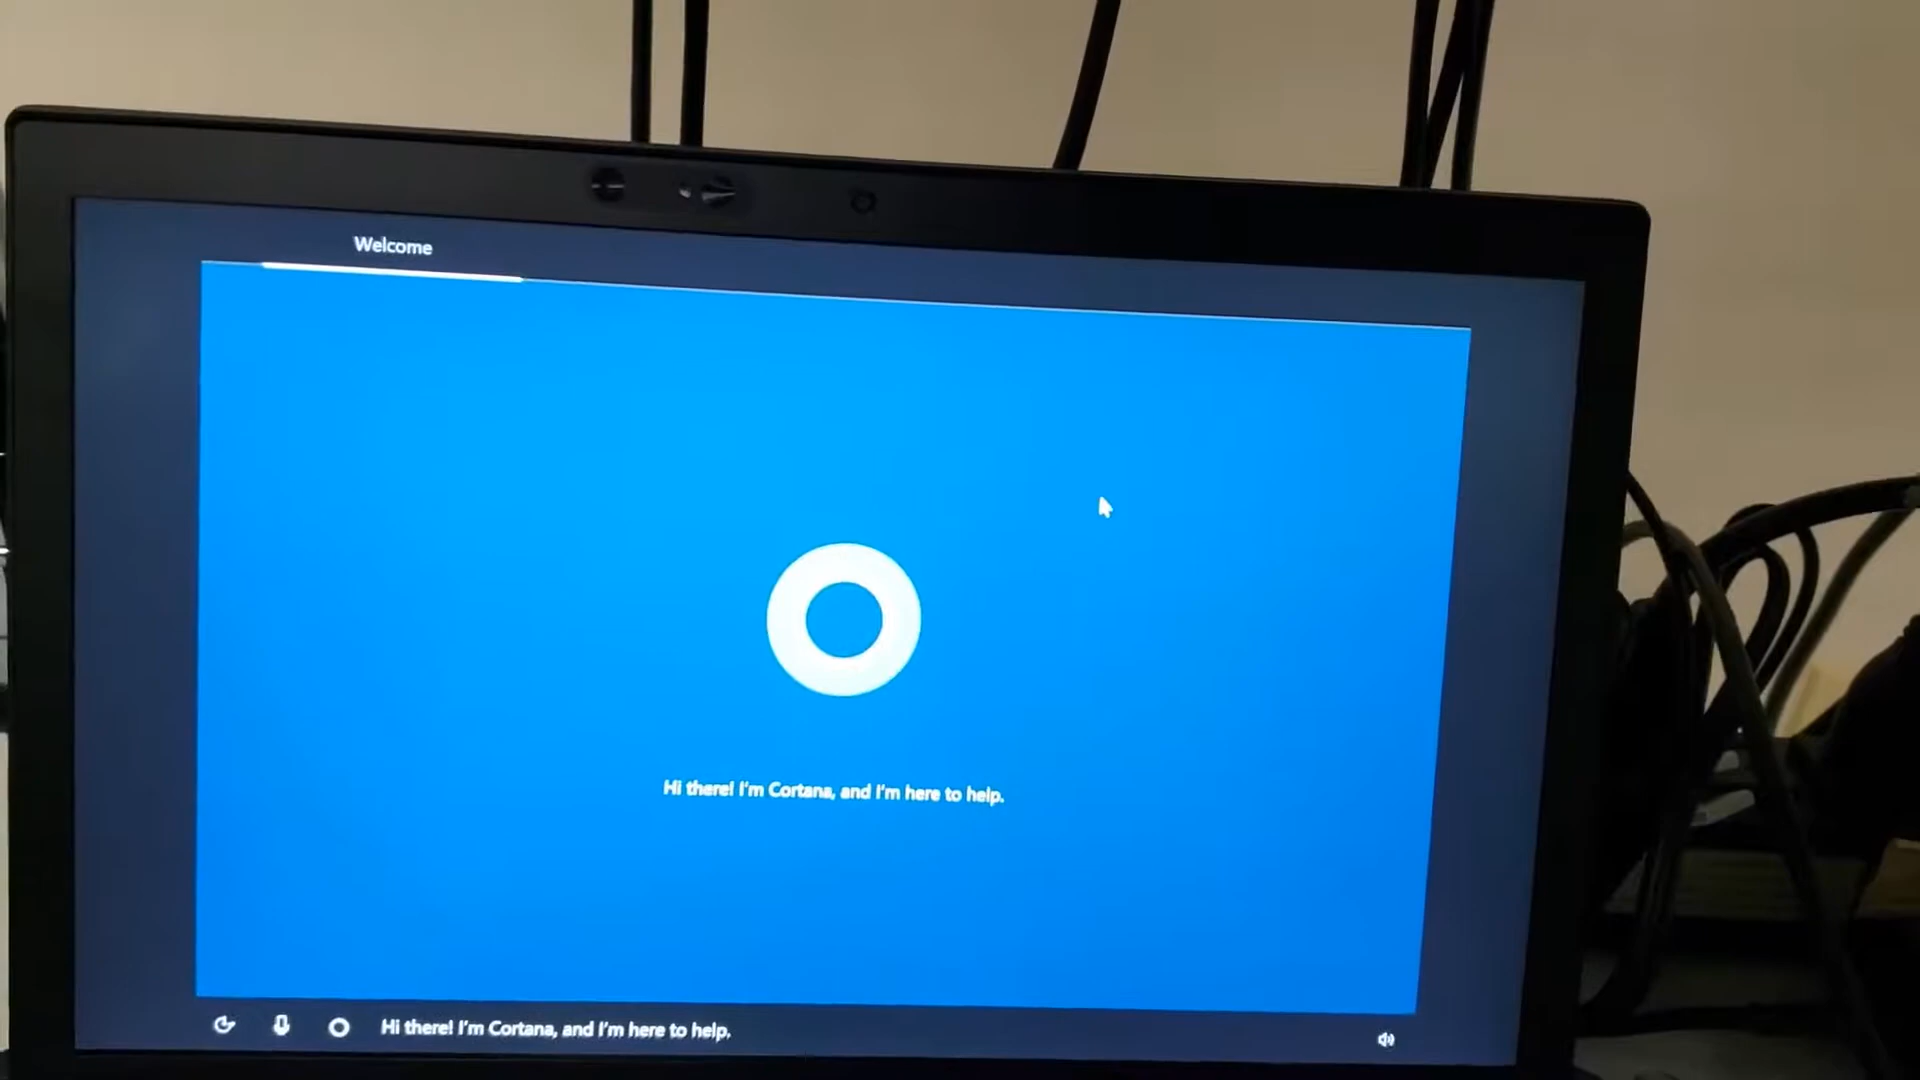 Welcome
Hi there! I'm Cortana, and I'm here to help.
Hi there! I'm Cortana, and I'm here to help.